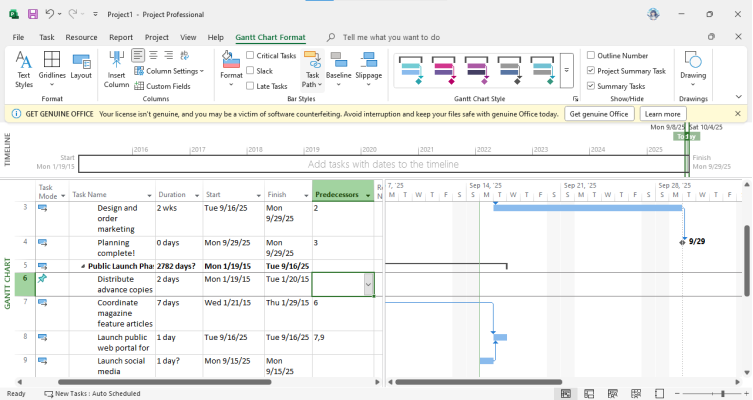 Project1 - Project Professional
File Task Resource Report Project View Help Gantt Chart Format Tell me what you want to do
Text Styles
Gridlines
Layout
Format
Insert Column
Column Settings
Custom Fields
Columns
Format
Critical Tasks
Slack
Late Tasks
Task Path
Baseline
Slippage
Bar Styles
Gantt Chart Style
Outline Number
Project Summary Task
Summary Tasks
Show/Hide
Drawing
Drawings
GET GENUINE OFFICE Your license isn't genuine, and you may be a victim of software counterfeiting. Avoid interruption and keep your files safe with genuine Office today. Get genuine Office Learn more
TIMELINE
Mon 9/8/25 Sat 10/4/25
Today
2016 2017 2018 2019 2020 2021 2022 2023 2024 2025
Start
Mon 1/19/15
Add tasks with dates to the timeline
Finish
Mon 9/29/25
GANTT CHART
Task Mode Task Name Duration Start Finish Predecessors
7, '25 Sep 14, '25 Sep 21, '25 Sep 28, '25
M W F S T T S M W F S T T S M W F
3 Design and order marketing 2 wks Tue 9/16/25 Mon 9/29/25 2
4 Planning complete! 0 days Mon 9/29/25 Mon 9/29/25 3
9/29
5 Public Launch Phas 2782 days? Mon 1/19/15 Tue 9/16/25
6 Distribute advance copies 2 days Mon 1/19/15 Tue 1/20/15
7 Coordinate magazine feature articles 7 days Wed 1/21/15 Thu 1/29/15 6
8 Launch public web portal for 1 day Tue 9/16/25 Tue 9/16/25 7,9
9 Launch social media 1 day? Mon 9/15/25 Mon 9/15/25
Ready New Tasks : Auto Scheduled